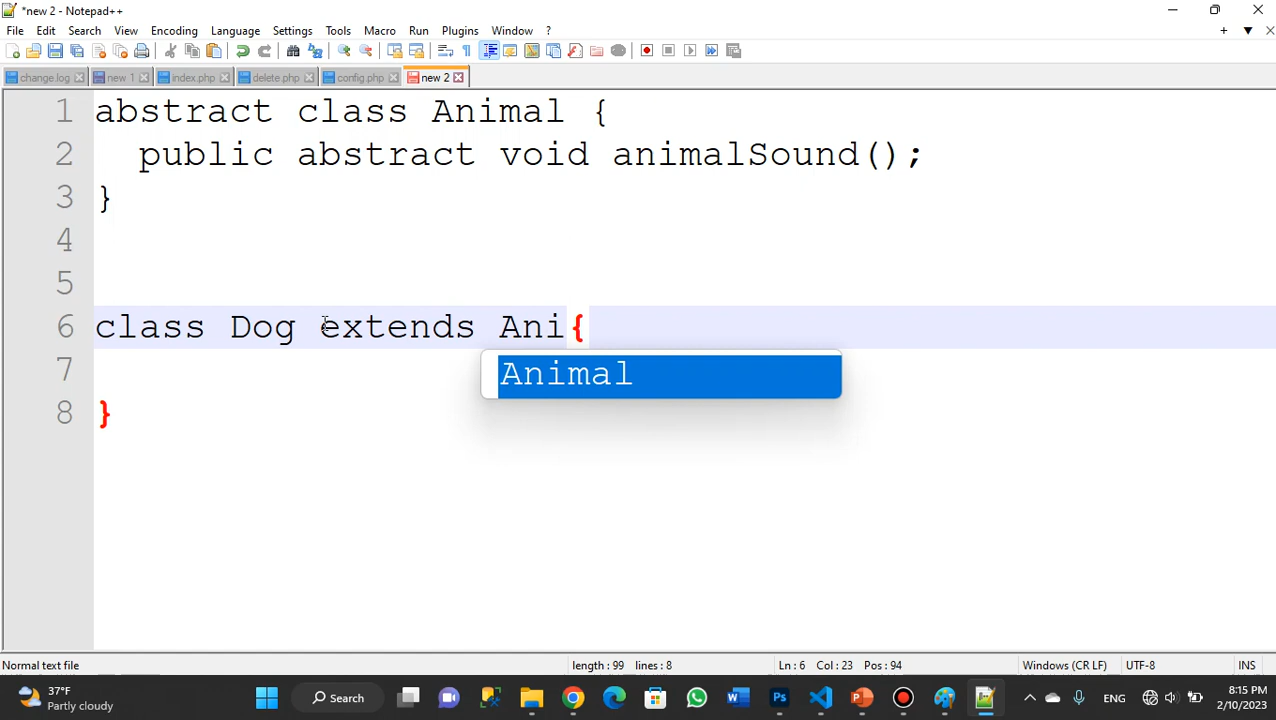 *new 2 - Notepad++
File Edit Search View Encoding Language Settings Tools Macro Run Plugins Window ?
change.log new 1 index.php delete.php config.php new 2
1 abstract class Animal {
2 public abstract void animalSound();
3 }
4
5
6 class Dog extends Ani{
7 Animal
8 }
Normal text file length : 99 lines : 8 Ln : 6 Col : 23 Pos : 94 Windows (CR LF) UTF-8 INS
37°F
Partly cloudy
Search
ENG
8:15 PM
2/10/2023